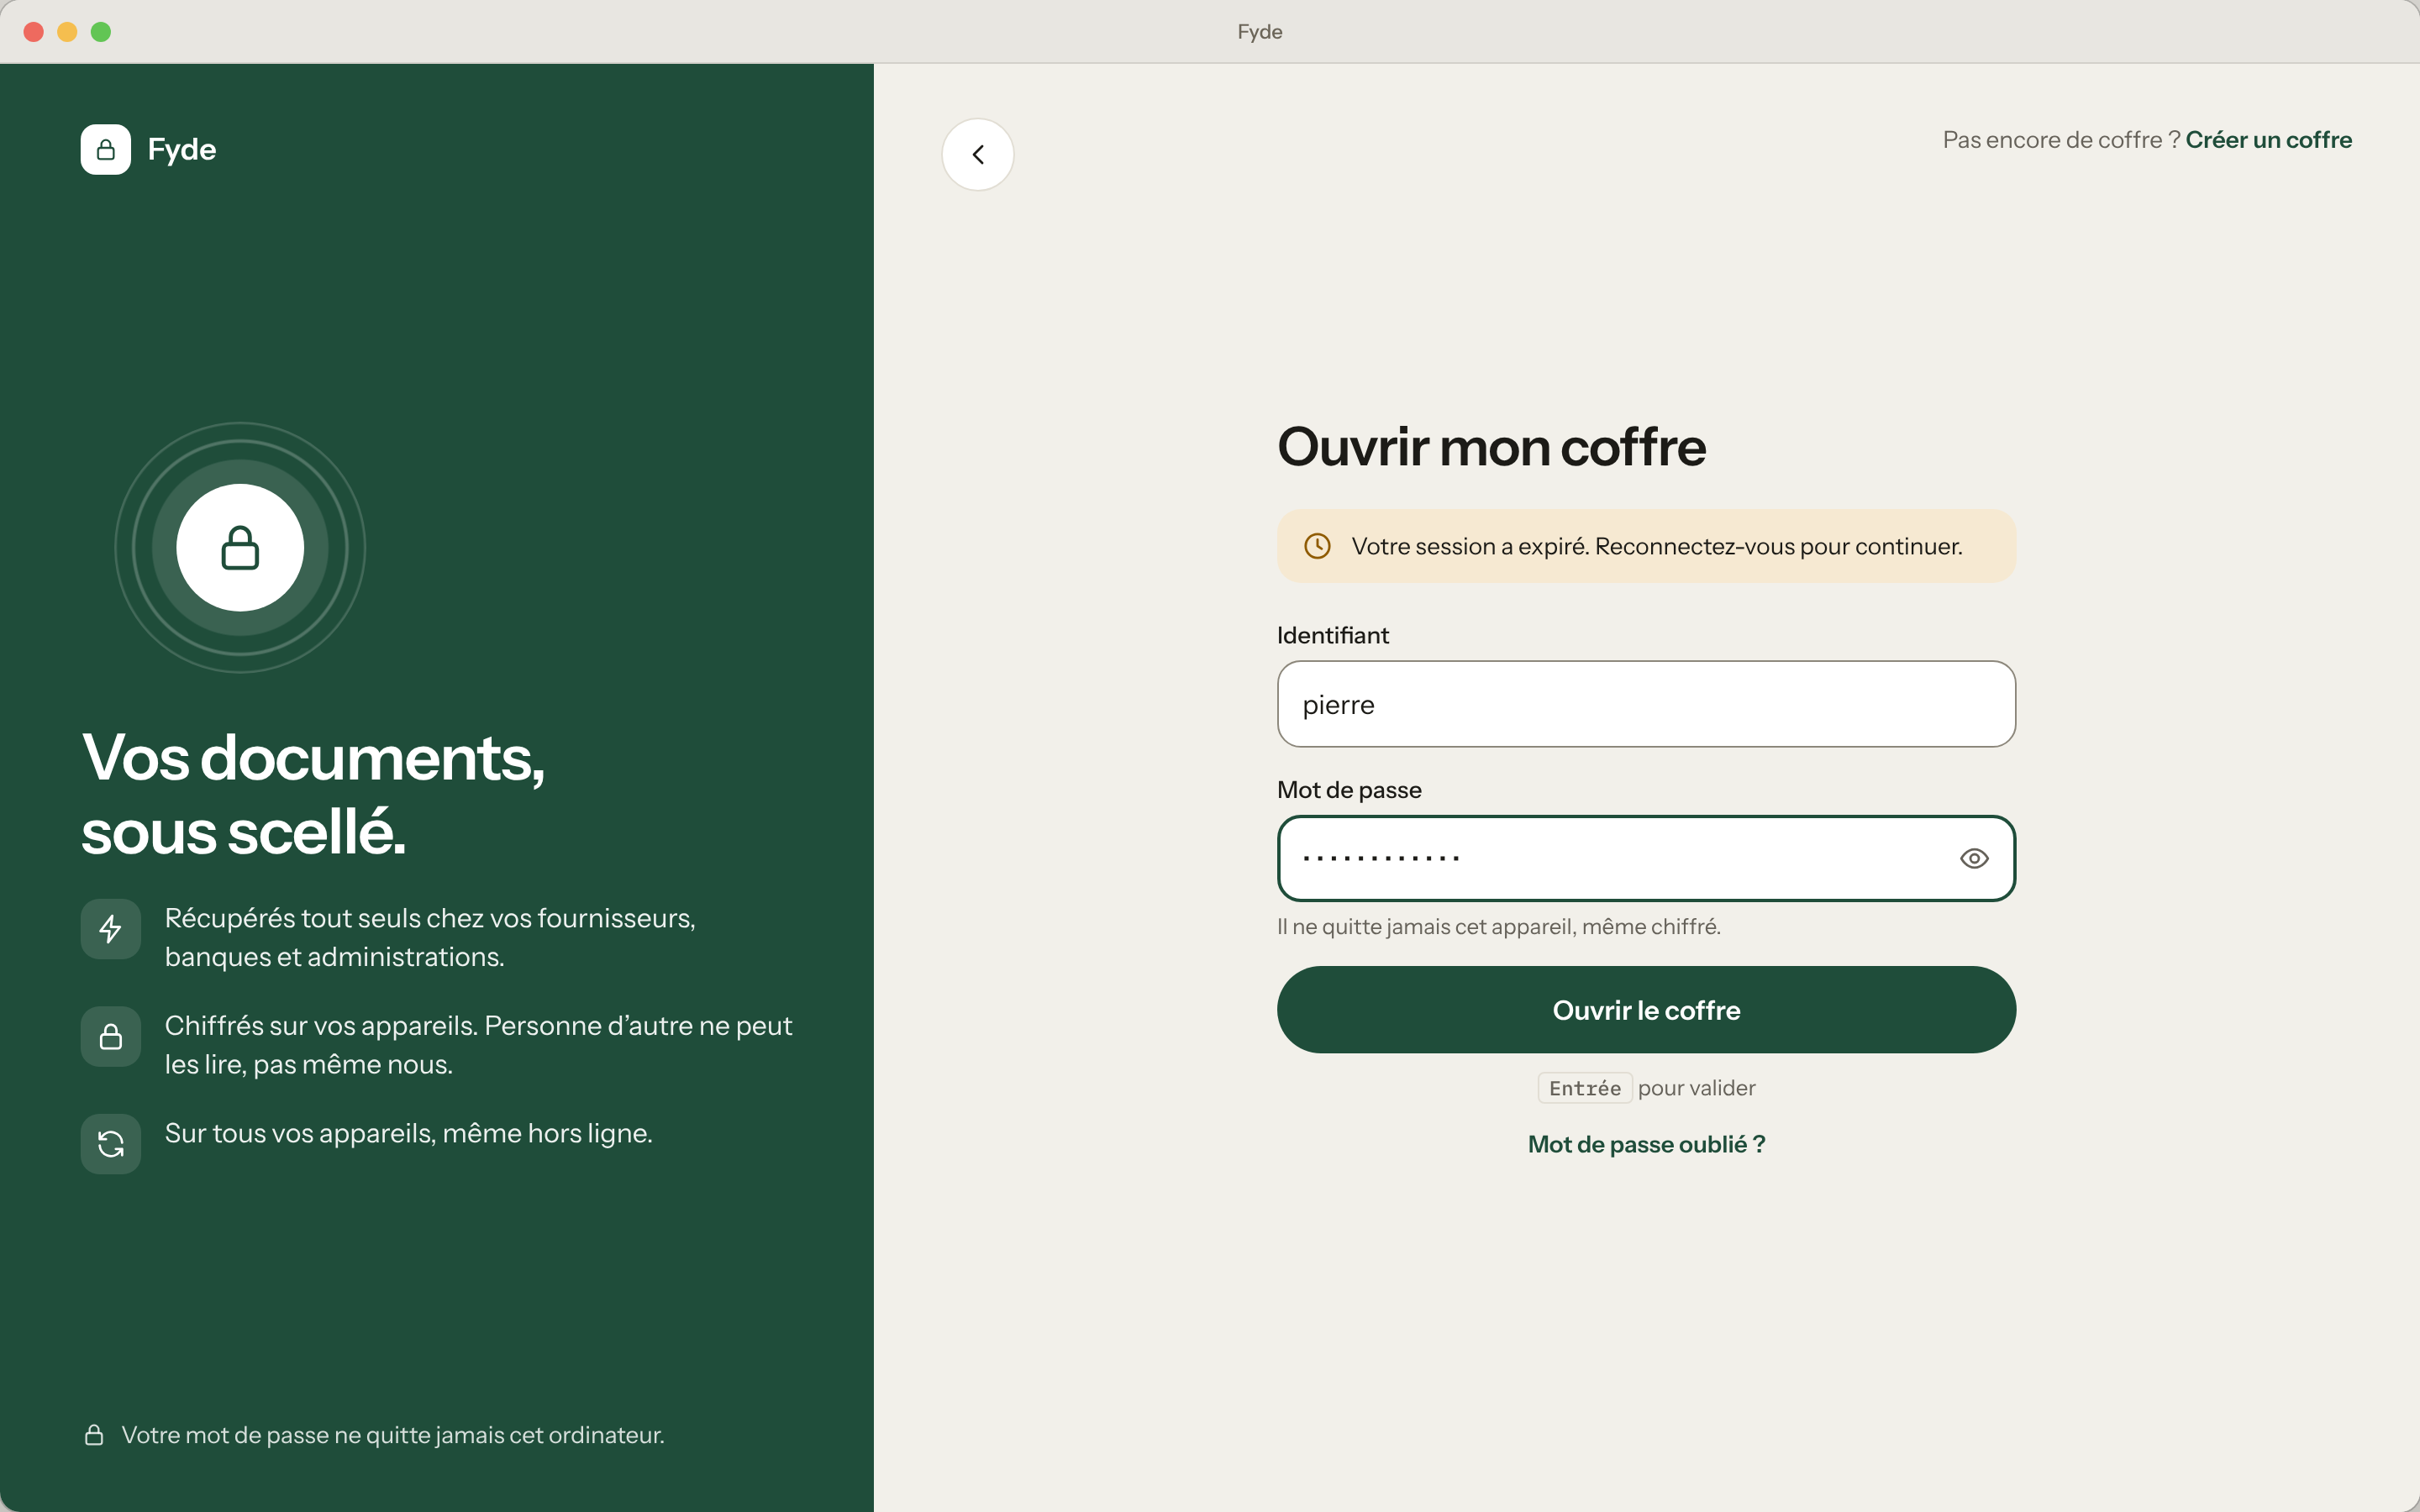 Fyde
Fyde
Vos documents,
sous scellé.
Récupérés tout seuls chez vos fournisseurs,
banques et administrations.
Chiffrés sur vos appareils. Personne d’autre ne peut
les lire, pas même nous.
Sur tous vos appareils, même hors ligne.
Votre mot de passe ne quitte jamais cet ordinateur.
Pas encore de coffre ? Créer un coffre
Ouvrir mon coffre
Votre session a expiré. Reconnectez-vous pour continuer.
Identifiant
pierre
Mot de passe
Il ne quitte jamais cet appareil, même chiffré.
Ouvrir le coffre
Entrée pour valider
Mot de passe oublié ?